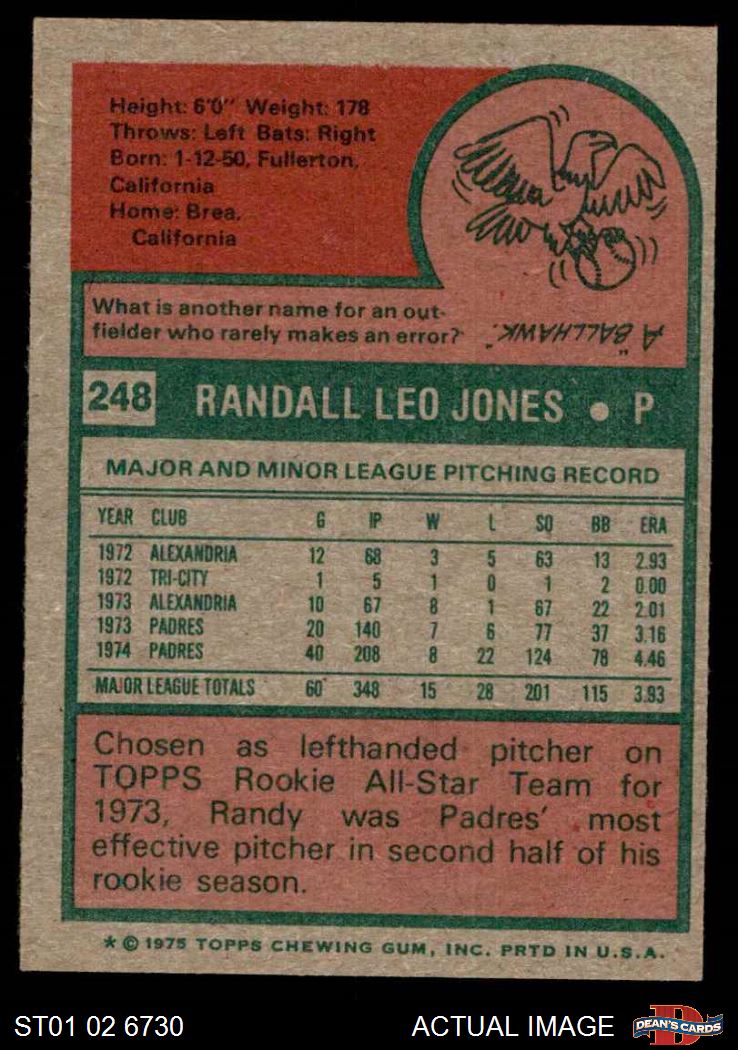 Height: 6'0" Weight: 178
Throws: Left Bats: Right
Born: 1-12-50, Fullerton,
California
Home: Brea,
California
What is another name for an out-
fielder who rarely makes an error?
A "BALLHAWK."
248 RANDALL LEO JONES ● P
MAJOR AND MINOR LEAGUE PITCHING RECORD
YEAR CLUB G IP W L SO BB ERA
1972 ALEXANDRIA 12 68 3 5 63 13 2.93
1972 TRI-CITY 1 5 1 0 1 2 0.00
1973 ALEXANDRIA 10 67 8 1 67 22 2.01
1973 PADRES 20 140 7 6 77 37 3.16
1974 PADRES 40 208 8 22 124 78 4.46
MAJOR LEAGUE TOTALS 60 348 15 28 201 115 3.93
Chosen as lefthanded pitcher on
TOPPS Rookie All-Star Team for
1973, Randy was Padres' most
effective pitcher in second half of his
rookie season.
* © 1975 TOPPS CHEWING GUM, INC. PRTD IN U.S.A.
ST01 02 6730 ACTUAL IMAGE DEAN'S CARDS